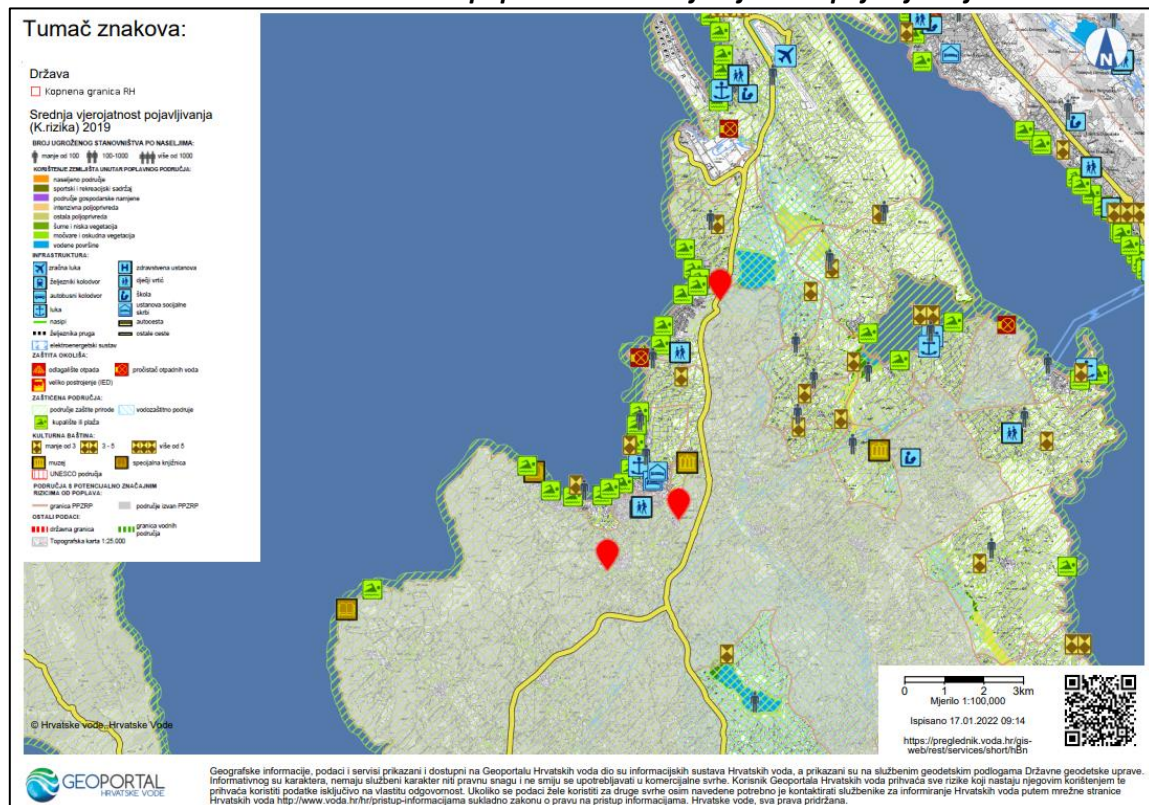 Tumač znakova:
Država
Kopnena granica RH
Srednja vjerojatnost pojavljivanja
(K.rizika) 2019
BROJ UGROŽENOG STANOVNIŠTVA PO NASELJIMA:
manje od 100 100-1000 više od 1000
KORIŠTENJE ZEMLJIŠTA UNUTAR POPLAVNOG PODRUČJA:
naseljeno područje
sportski i rekreacijski sadržaj
područje gospodarske namjene
intenzivna poljoprivreda
ostala poljoprivreda
šume i niska vegetacija
močvare i oskudna vegetacija
vodene površine
INFRASTRUKTURA:
zračna luka zdravstvena ustanova
željeznički kolodvor dječji vrtić
autobusni kolodvor škola
luka ustanova socijalne
skrbi
nasipi autocesta
željeznička pruga ostale ceste
elektroenergetski sustav
ZAŠTITA OKOLIŠA:
odlagalište otpada pročistač otpadnih voda
veliko postrojenje (IED)
ZAŠTIĆENA PODRUČJA:
područje zaštite prirode vodozaštitno područje
kupalište ili plaža
KULTURNA BAŠTINA:
manje od 3 3 - 5 više od 5
muzej specijalna knjižnica
UNESCO područja
PODRUČJA S POTENCIJALNO ZNAČAJNIM
RIZICIMA OD POPLAVA:
granica PPZRP područje izvan PPZRP
OSTALI PODACI:
državna granica granica vodnih
područja
Topografska karta 1:25.000
N
0 1 2 3km
Mjerilo 1:100,000
Ispisano 17.01.2022 09:14
https://preglednik.voda.hr/gis-
web/rest/services/short/hBn
© Hrvatske vode, Hrvatske Vode
GEOPORTAL
HRVATSKE VODE
Geografske informacije, podaci i servisi prikazani i dostupni na Geoportalu Hrvatskih voda dio su informacijskih sustava Hrvatskih voda, a prikazani su na službenim geodetskim podlogama Državne geodetske uprave.
Informativnog su karaktera, nemaju službeni karakter niti pravnu snagu i ne smiju se upotrebljavati u komercijalne svrhe. Korisnik Geoportala Hrvatskih voda prihvaća sve rizike koji nastaju njegovim korištenjem te
prihvaća koristiti podatke isključivo na vlastitu odgovornost. Ukoliko se podaci žele koristiti za druge svrhe osim navedene potrebno je kontaktirati službenike za informiranje Hrvatskih voda putem mrežne stranice
Hrvatskih voda http://www.voda.hr/hr/pristup-informacijama sukladno zakonu o pravu na pristup informacijama. Hrvatske vode, sva prava pridržana.